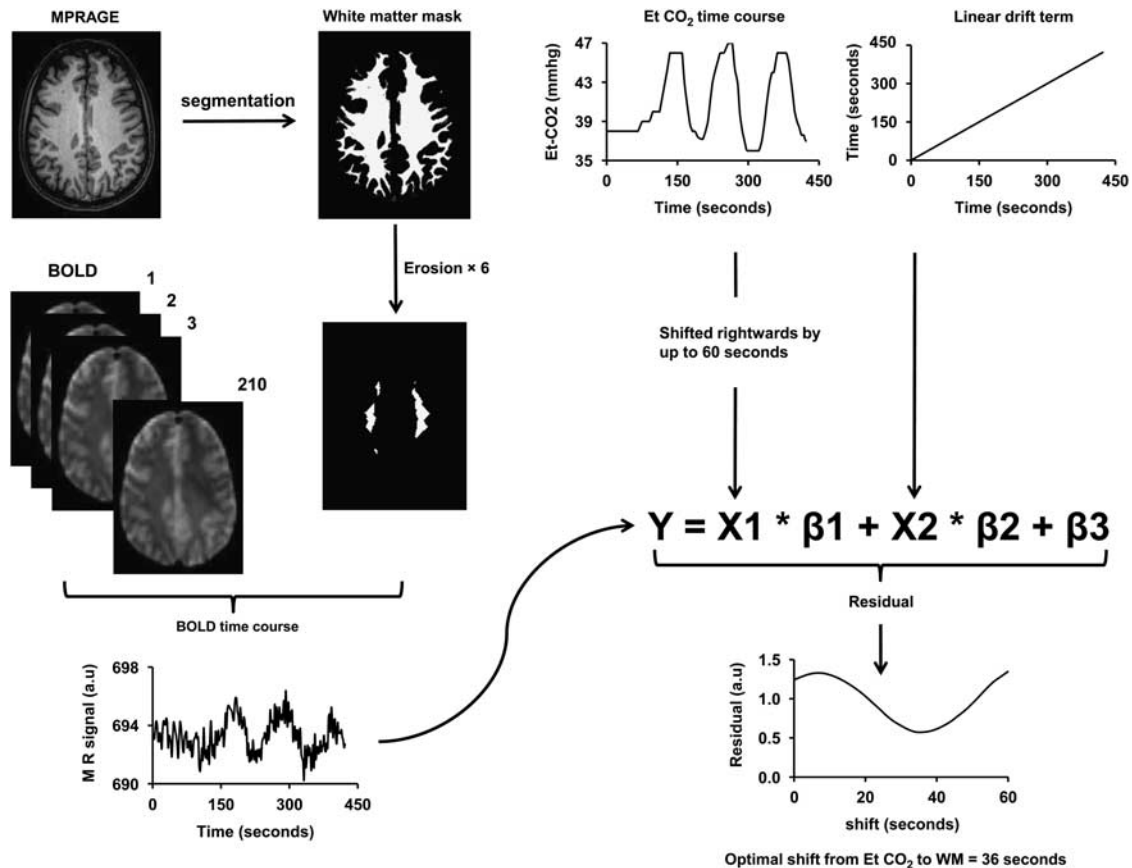 MPRAGE
White matter mask
segmentation
Erosion × 6
BOLD
1
2
3
210
BOLD time course
698
694
690
M R signal (a.u)
0
150
300
450
Time (seconds)
Et CO₂ time course
47
43
39
35
Et-CO2 (mmhg)
0
150
300
450
Time (seconds)
Linear drift term
450
300
150
0
Time (seconds)
0
150
300
450
Time (seconds)
Shifted rightwards by
up to 60 seconds
Y = X1 * β1 + X2 * β2 + β3
Residual
1.5
1.0
0.5
0.0
Residual (a.u)
0
20
40
60
shift (seconds)
Optimal shift from Et CO₂ to WM = 36 seconds